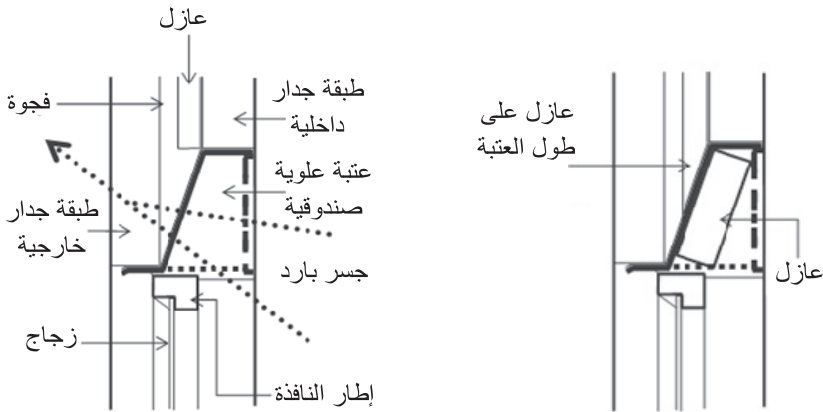 عازل
طبقة جدار
داخلية
فجوة
عتبة علوية
صندوقية
طبقة جدار
خارجية
جسر بارد
زجاج
إطار النافذة
عازل على
طول العتبة
عازل